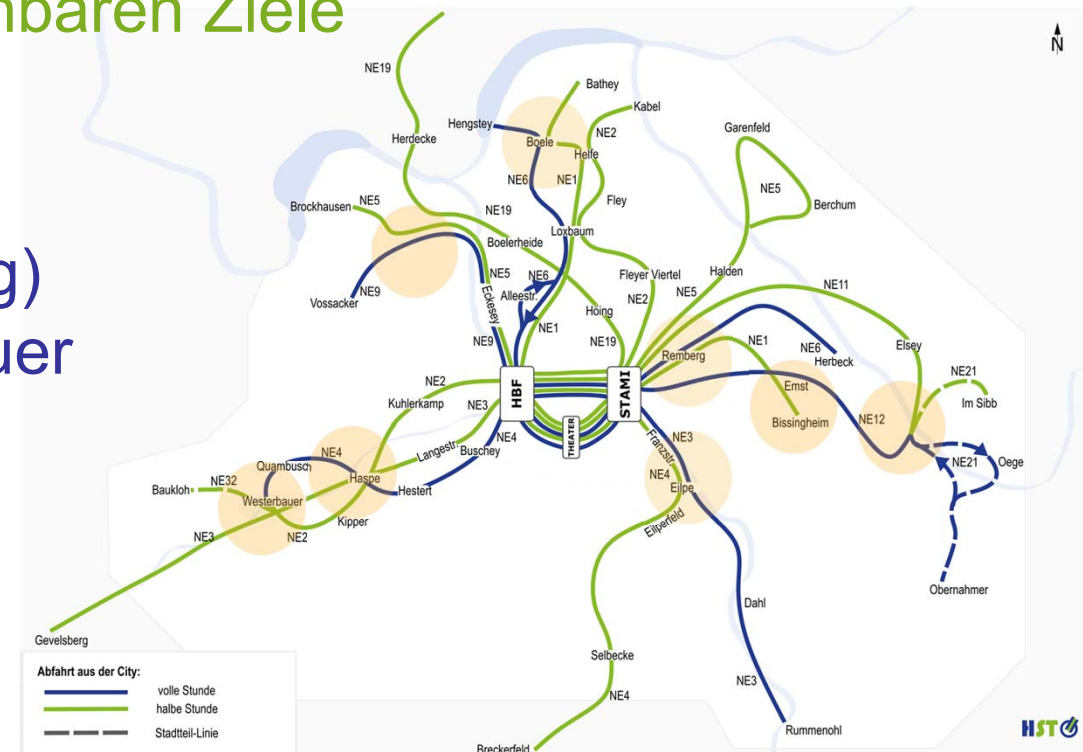 nbaren Ziele
g)
uer
N
NE19
Herdecke
Hengstey
Bathey
Kabel
Boele
NE2
Helfe
NE6
NE1
Fley
Garenfeld
NE5
Berchum
Brockhausen
NE5
NE19
Boelerheide
Loxbaum
Vossacker
NE9
NE5
Eckesey
NE6
Alleestr.
NE1
Höing
Fleyer Viertel
NE2
NE5
Halden
NE11
NE9
NE19
Remberg
NE1
NE6
Herbeck
Elsey
NE21
Im Sibb
NE2
Kuhlerkamp
HBF
STAMI
THEATER
NE3
Langestr.
Buschey
NE4
Emst
Bissingheim
NE12
NE21
Oege
Obernahmer
Quambusch
NE4
Haspe
Hestert
Baukloh
NE32
Westerbauer
Kipper
NE3
NE2
Gevelsberg
Franzstr.
NE3
NE4
Eilpe
Eilperfeld
Dahl
Selbecke
NE4
NE3
Rummenohl
Breckerfeld
Abfahrt aus der City:
volle Stunde
halbe Stunde
Stadtteil-Linie
HST